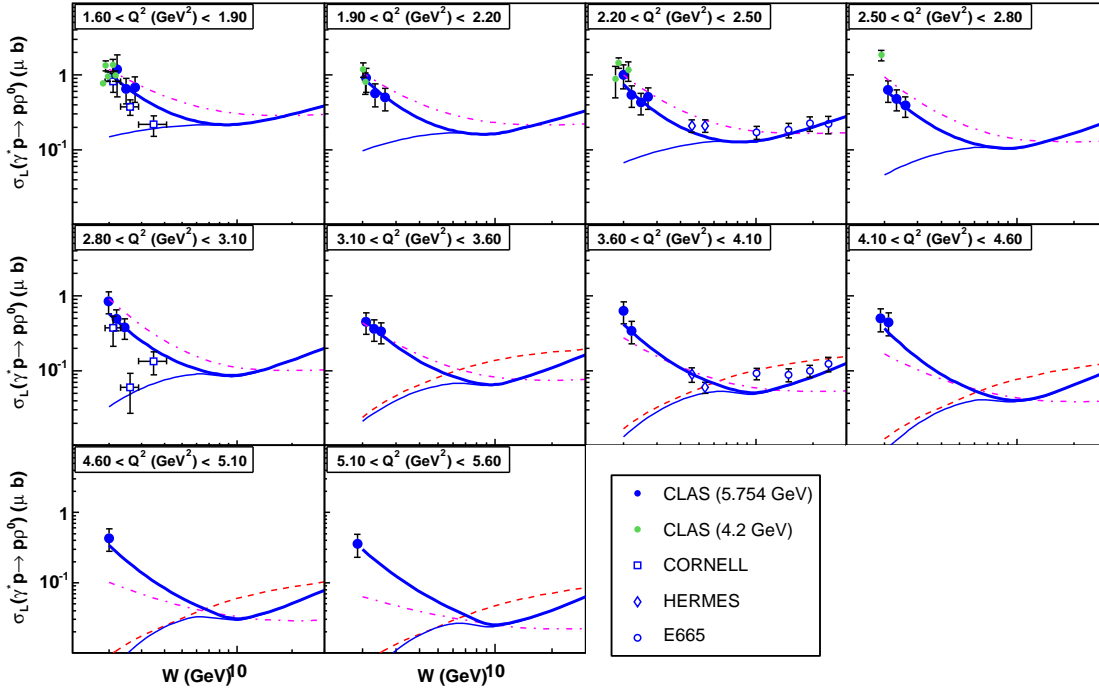 1.60 < Q² (GeV²) < 1.90
1.90 < Q² (GeV²) < 2.20
2.20 < Q² (GeV²) < 2.50
2.50 < Q² (GeV²) < 2.80
σ_L(γ*p→ pρ⁰) (μ b)
1
10⁻¹
2.80 < Q² (GeV²) < 3.10
3.10 < Q² (GeV²) < 3.60
3.60 < Q² (GeV²) < 4.10
4.10 < Q² (GeV²) < 4.60
σ_L(γ*p→ pρ⁰) (μ b)
1
10⁻¹
4.60 < Q² (GeV²) < 5.10
5.10 < Q² (GeV²) < 5.60
σ_L(γ*p→ pρ⁰) (μ b)
1
10⁻¹
CLAS (5.754 GeV)
CLAS (4.2 GeV)
CORNELL
HERMES
E665
W (GeV)
10
W (GeV)
10